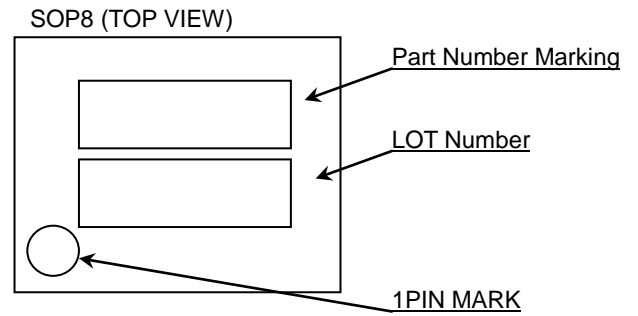 SOP8 (TOP VIEW)
Part Number Marking
LOT Number
1PIN MARK